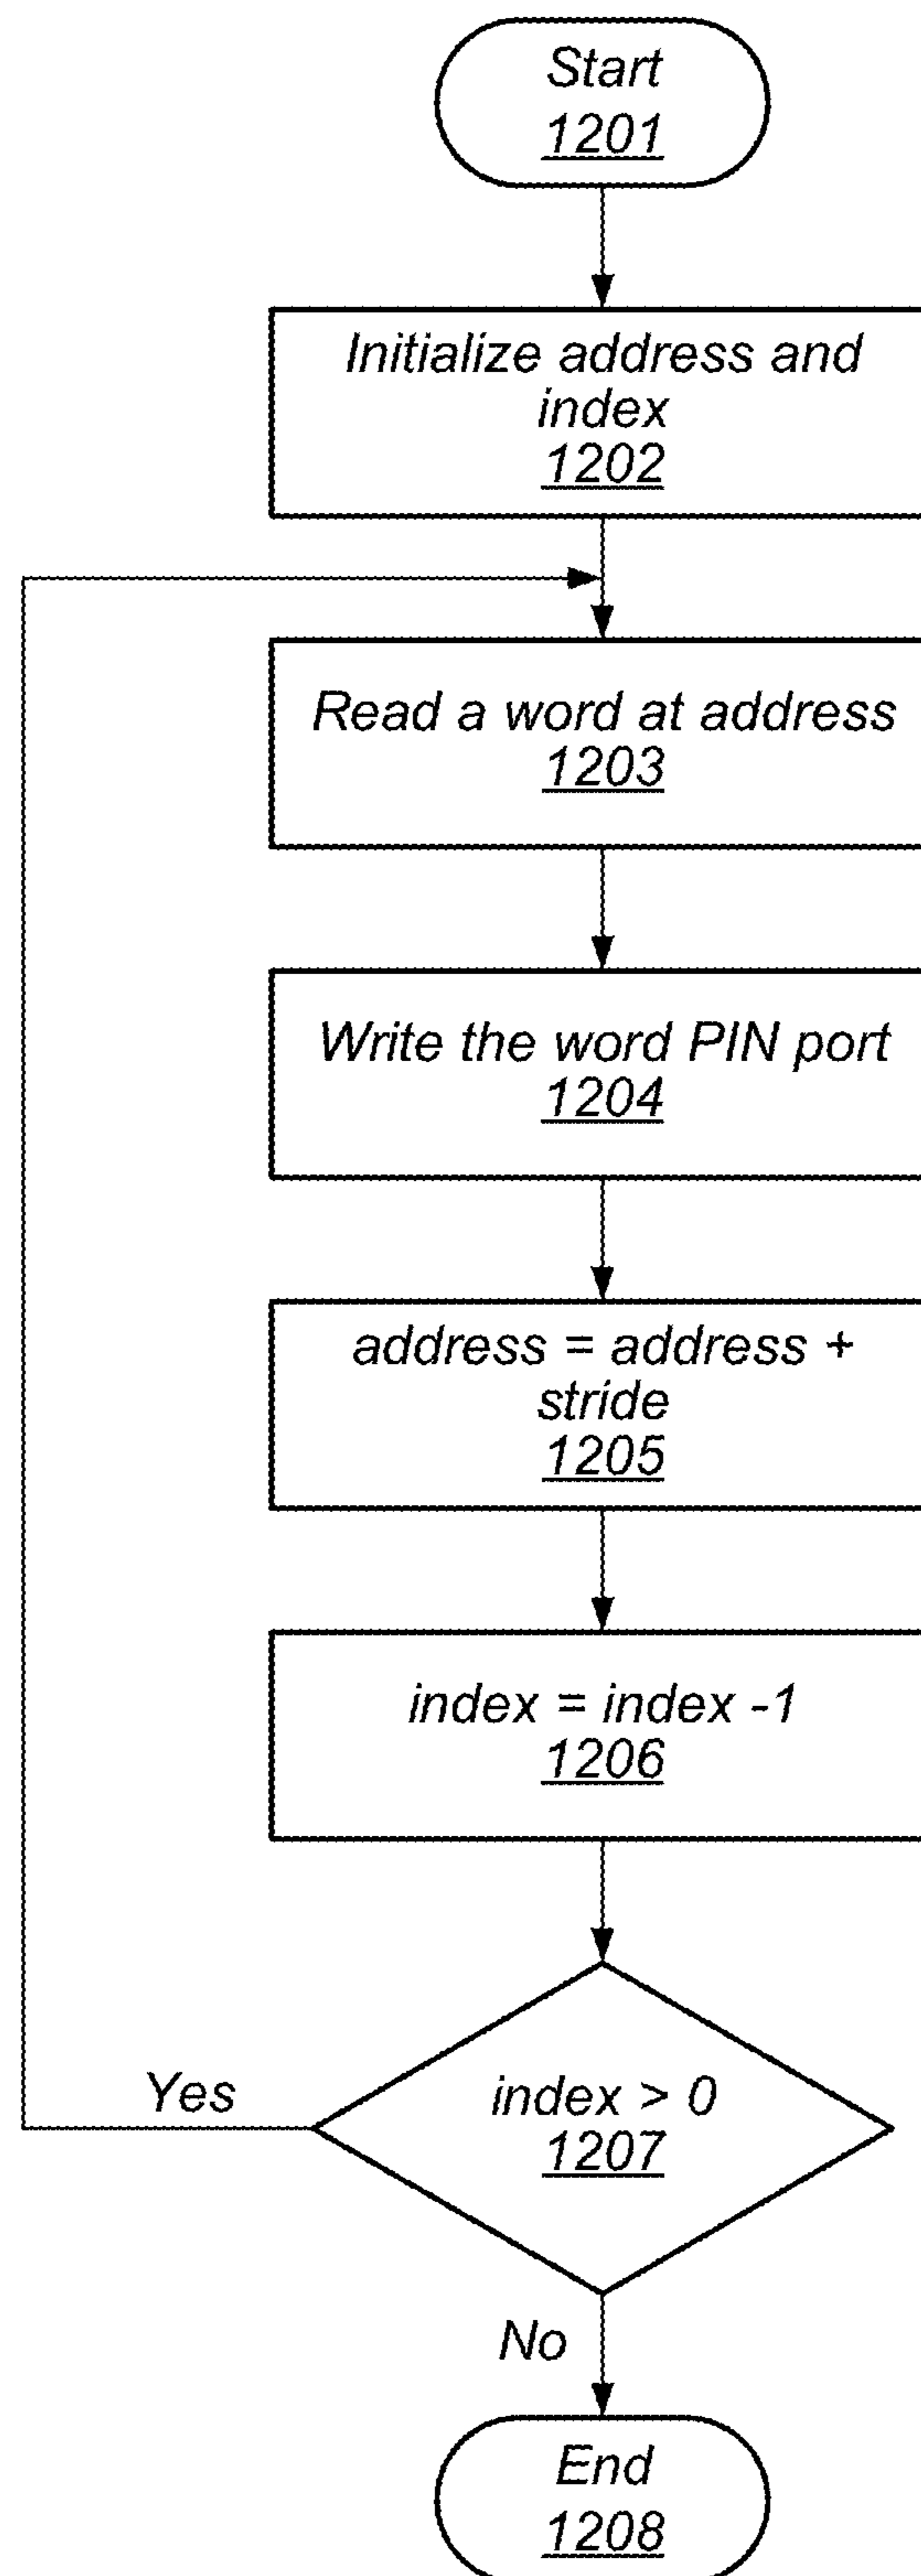 Start
1201
Initialize address and
index
1202
Read a word at address
1203
Write the word PIN port
1204
address = address +
stride
1205
index = index -1
1206
Yes
index > 0
1207
No
End
1208